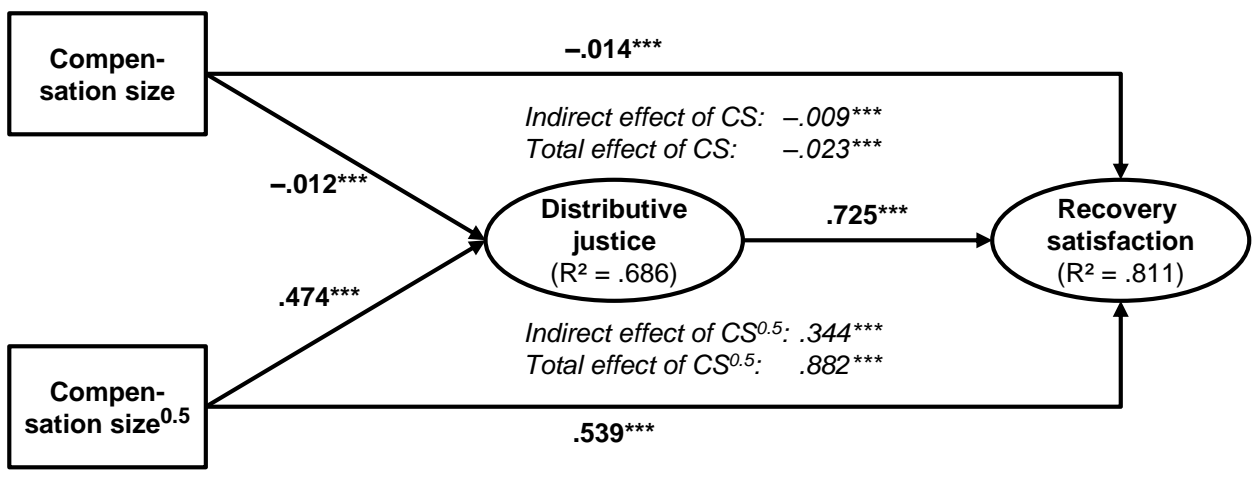 Compen-
sation size
–.014***
Indirect effect of CS: –.009***
Total effect of CS: –.023***
–.012***
Distributive
justice
(R² = .686)
.725***
Recovery
satisfaction
(R² = .811)
.474***
Indirect effect of CS⁰·⁵: .344***
Total effect of CS⁰·⁵: .882***
Compen-
sation size⁰·⁵
.539***